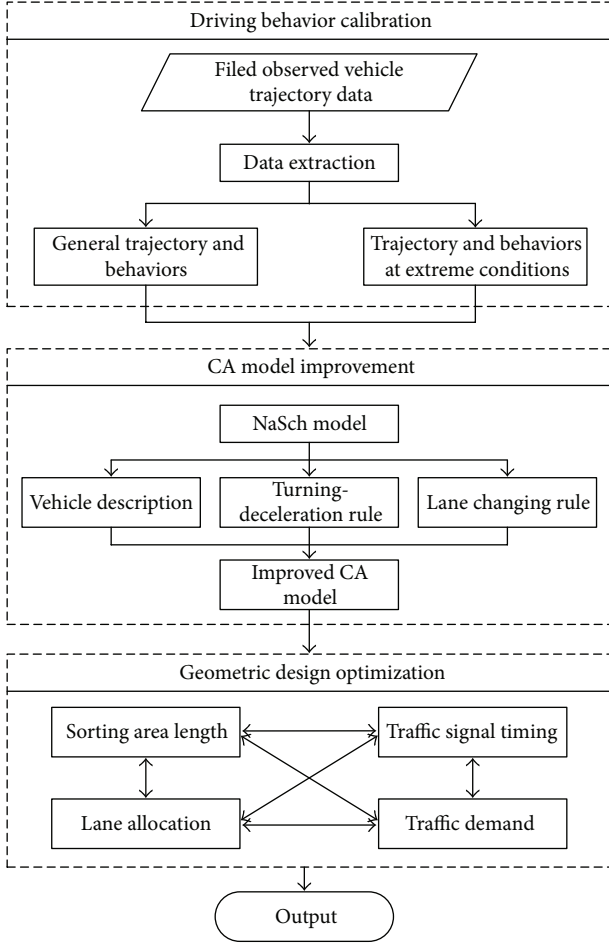 Driving behavior calibration
Filed observed vehicle
trajectory data
Data extraction
General trajectory and
behaviors
Trajectory and behaviors
at extreme conditions
CA model improvement
NaSch model
Vehicle description
Turning-
deceleration rule
Lane changing rule
Improved CA
model
Geometric design optimization
Sorting area length
Traffic signal timing
Lane allocation
Traffic demand
Output